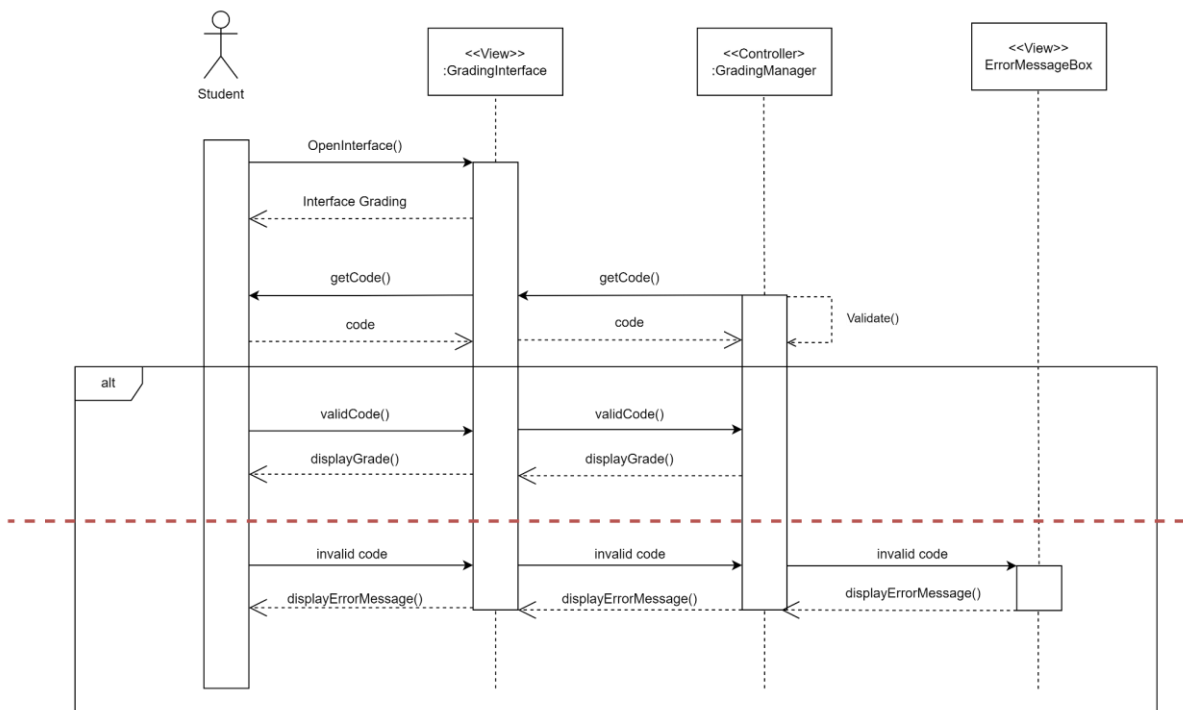 Student
<<View>>
:GradingInterface
<<Controller>
:GradingManager
<<View>>
ErrorMessageBox
OpenInterface()
Interface Grading
getCode()
getCode()
code
code
Validate()
alt
validCode()
validCode()
displayGrade()
displayGrade()
invalid code
invalid code
invalid code
displayErrorMessage()
displayErrorMessage()
displayErrorMessage()